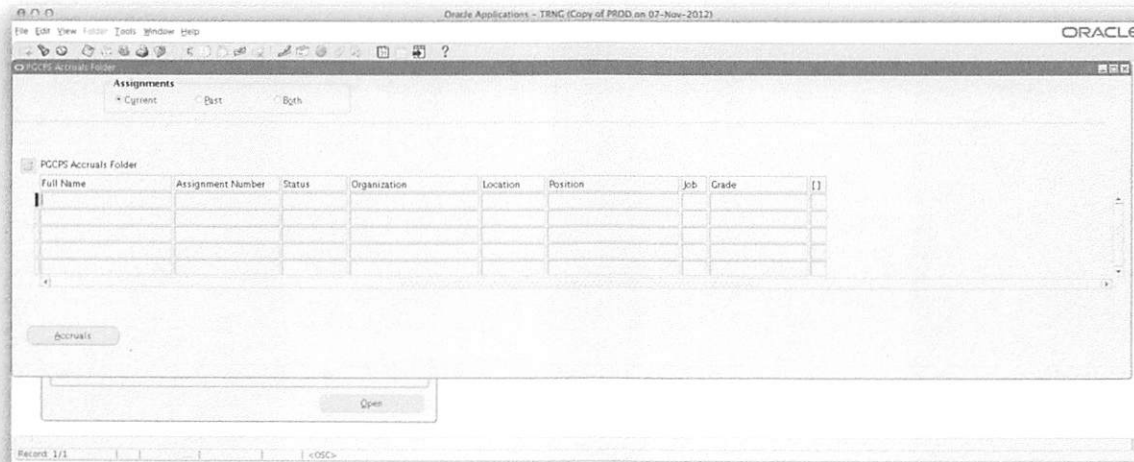 Oracle Applications - TRNG (Copy of PROD on 07-Nov-2012)
File Edit View Folder Tools Window Help
ORACLE
PGCPS Accruals Folder
Assignments
Current Past Both
PGCPS Accruals Folder
Full Name Assignment Number Status Organization Location Position Job Grade [ ]
Accruals
Open
Record: 1/1 <OSC>